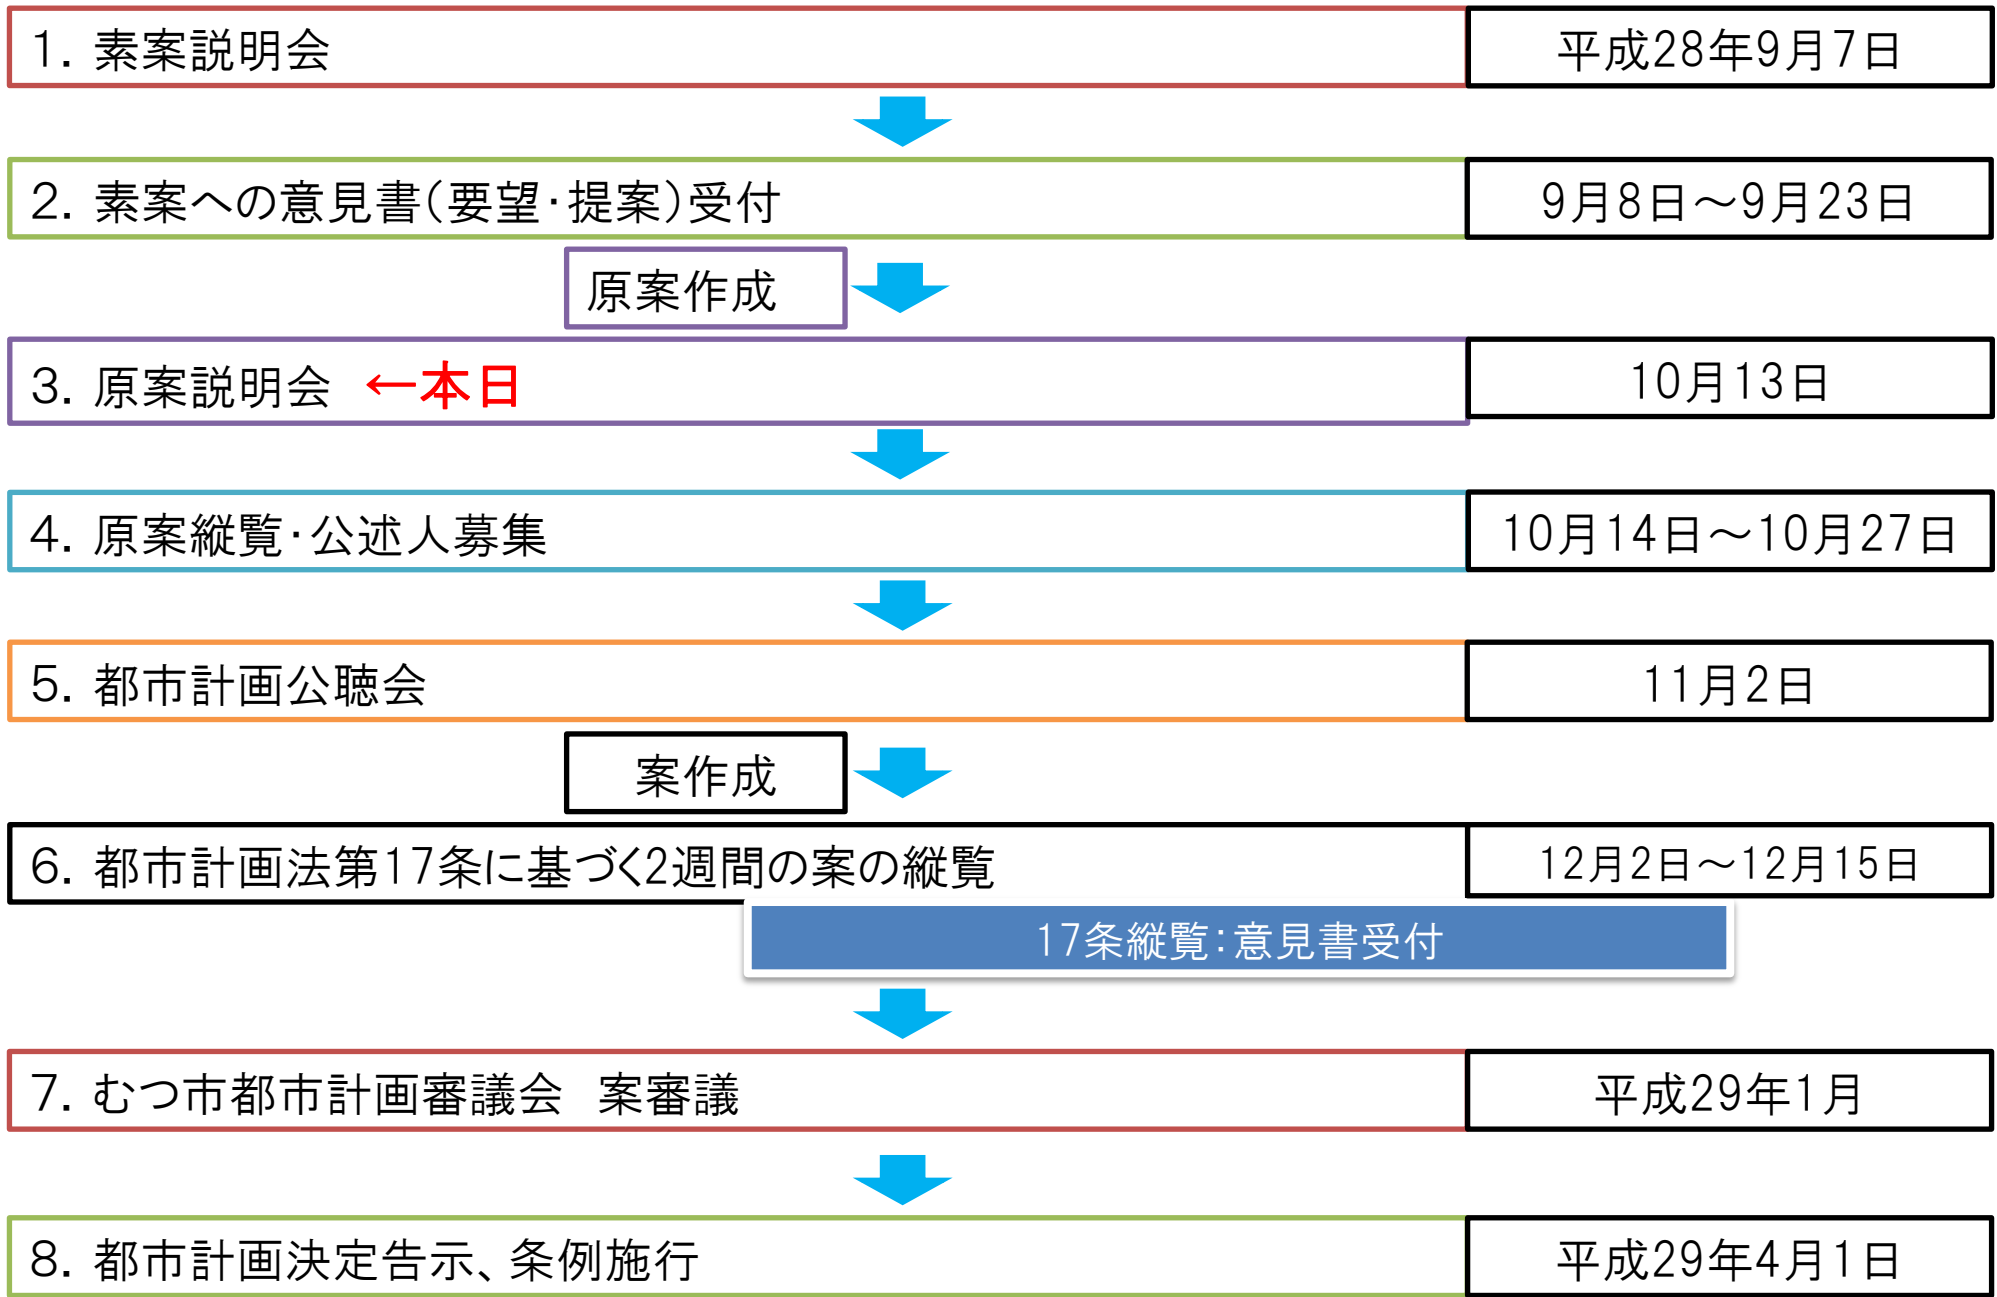 1. 素案説明会
平成28年9月7日
2. 素案への意見書(要望・提案)受付
9月8日～9月23日
原案作成
3. 原案説明会 ←本日
10月13日
4. 原案縦覧・公述人募集
10月14日～10月27日
5. 都市計画公聴会
11月2日
案作成
6. 都市計画法第17条に基づく2週間の案の縦覧
12月2日～12月15日
17条縦覧:意見書受付
7. むつ市都市計画審議会　案審議
平成29年1月
8. 都市計画決定告示、条例施行
平成29年4月1日